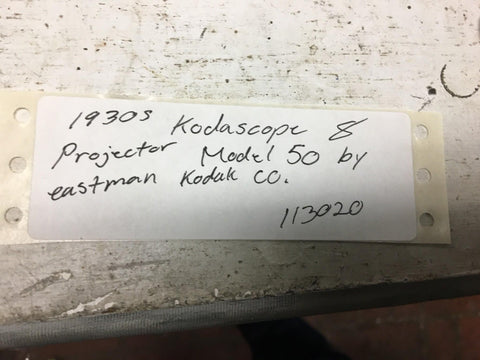 1930s Kodascope 8
Projector Model 50 by
eastman Kodak CO.
113020